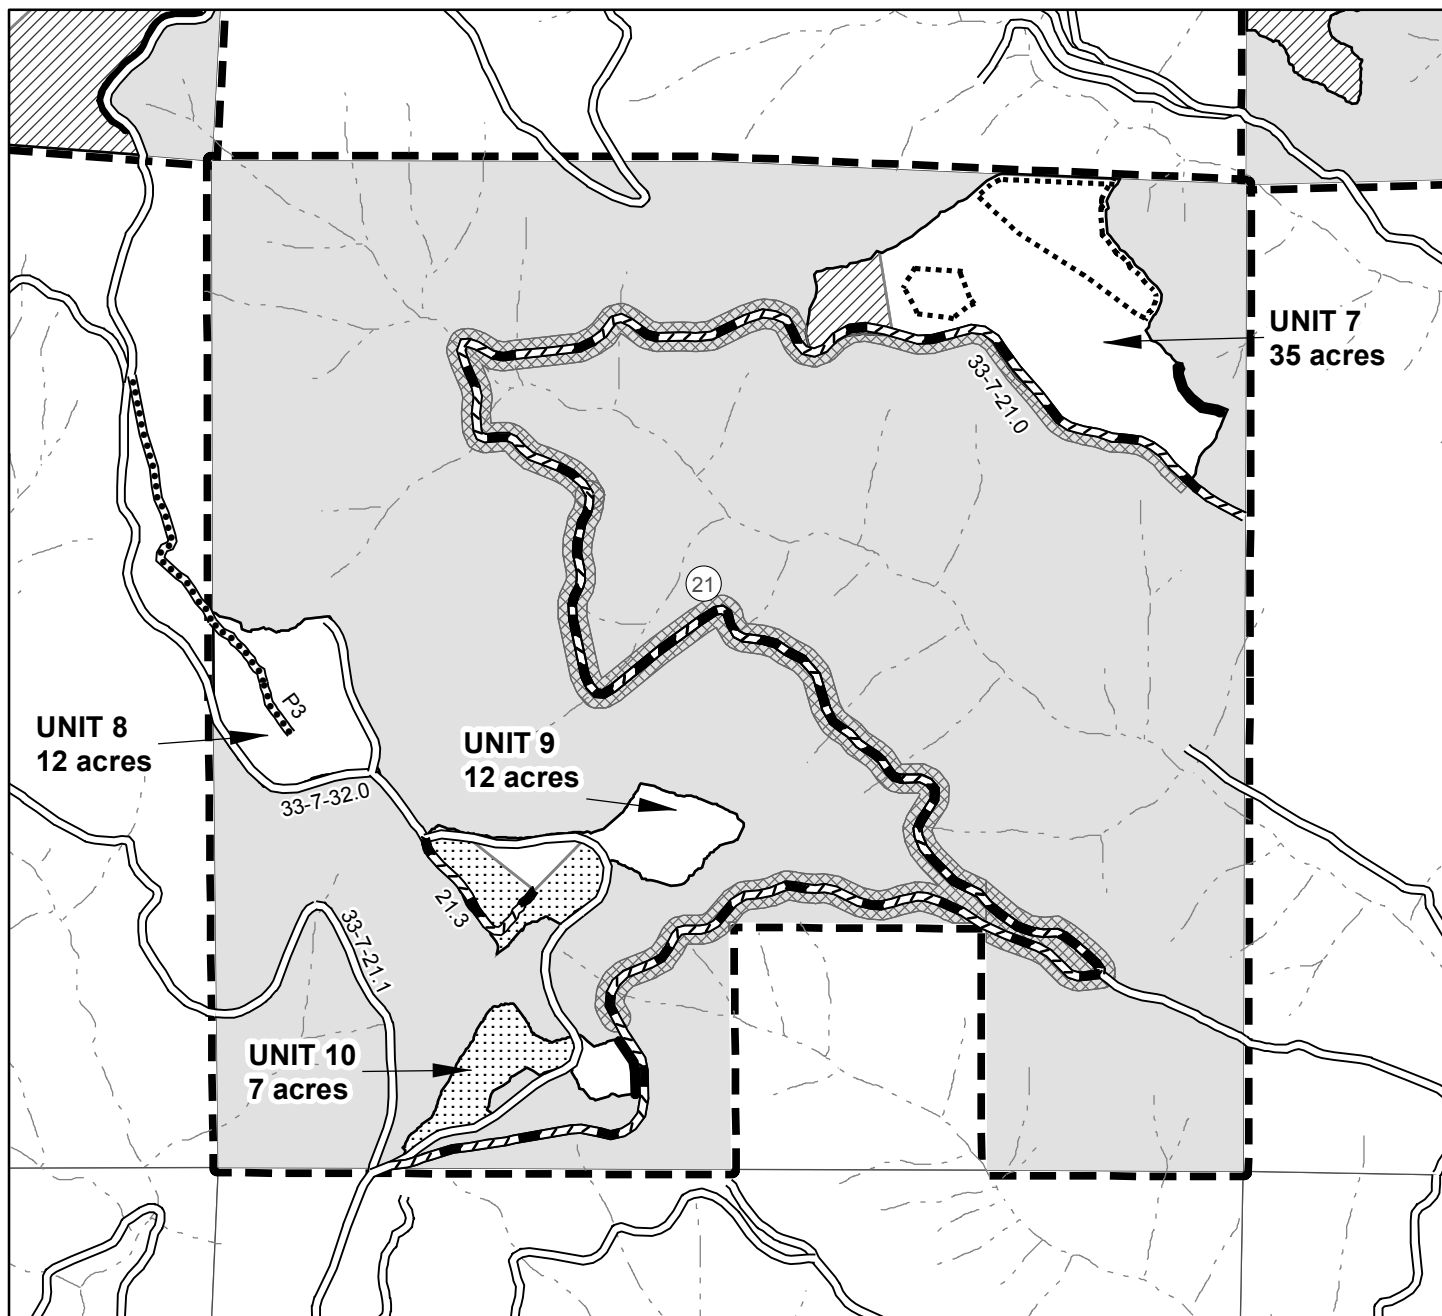 UNIT 7
35 acres
33-7-21.0
21
P3
UNIT 8
12 acres
UNIT 9
12 acres
33-7-32.0
21.3
33-7-21.1
UNIT 10
7 acres